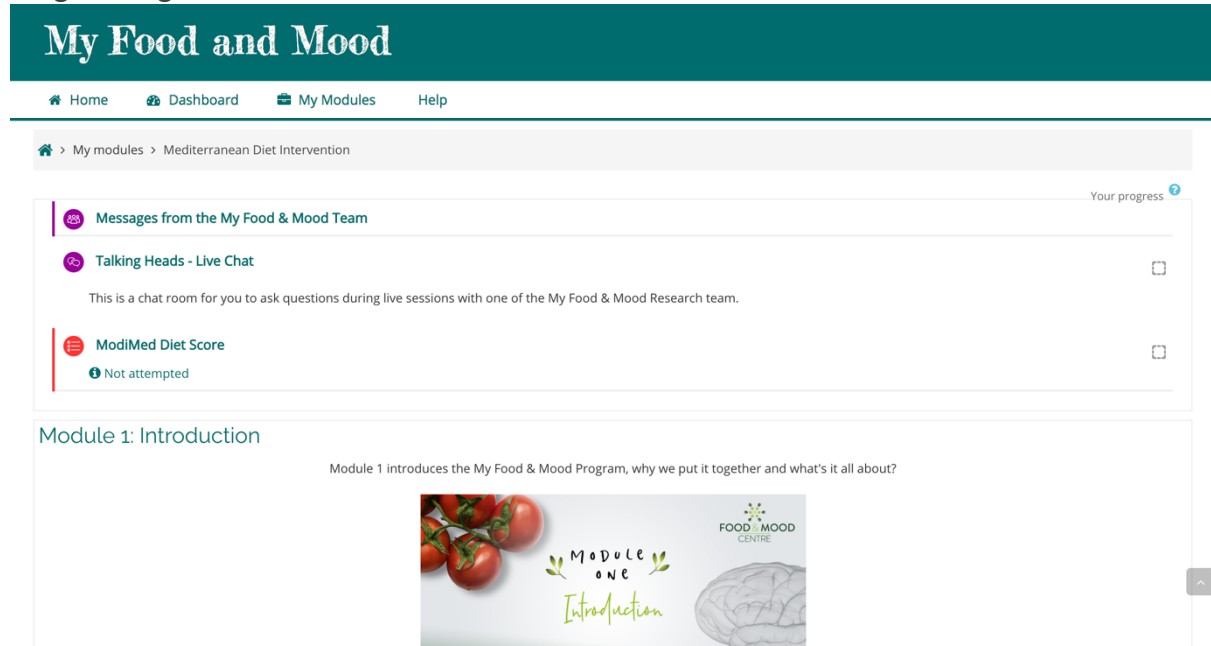 My Food and Mood
Home Dashboard My Modules Help
> My modules > Mediterranean Diet Intervention
Your progress
Messages from the My Food & Mood Team
Talking Heads - Live Chat
This is a chat room for you to ask questions during live sessions with one of the My Food & Mood Research team.
ModiMed Diet Score
Not attempted
Module 1: Introduction
Module 1 introduces the My Food & Mood Program, why we put it together and what's it all about?
FOOD & MOOD
CENTRE
MODULE
ONE
Introduction